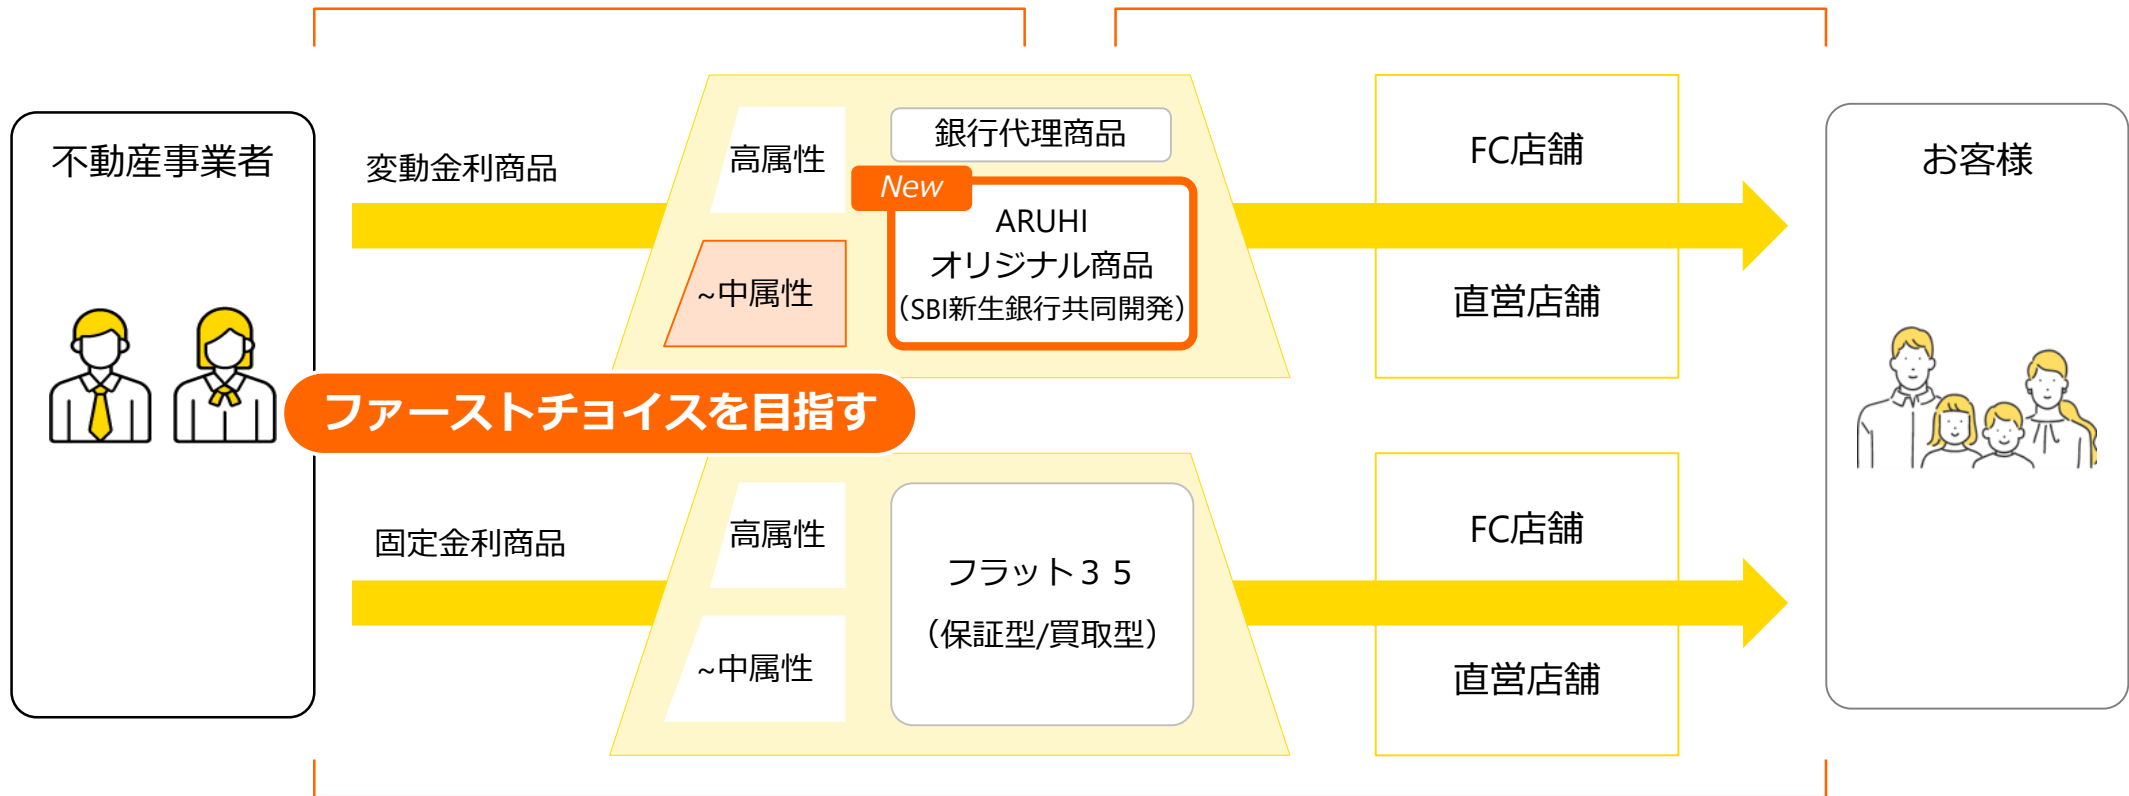 不動産事業者
変動金利商品
高属性
~中属性
銀行代理商品
New
ARUHI
オリジナル商品
（SBI新生銀行共同開発）
FC店舗
直営店舗
お客様
ファーストチョイスを目指す
固定金利商品
高属性
~中属性
フラット３５
（保証型/買取型）
FC店舗
直営店舗